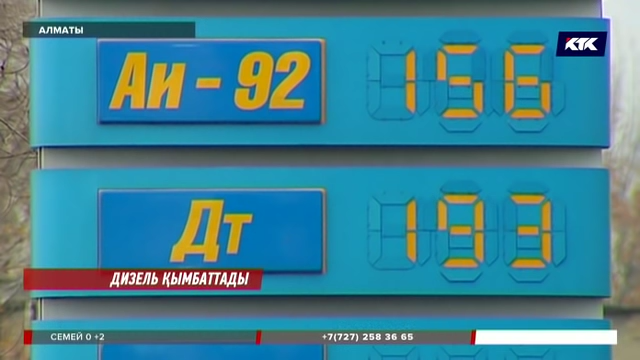 АЛМАТЫ
КТК
Аи - 92
156
Дт
193
ДИЗЕЛЬ ҚЫМБАТТАДЫ
СЕМЕЙ 0 +2
+7(727) 258 36 65